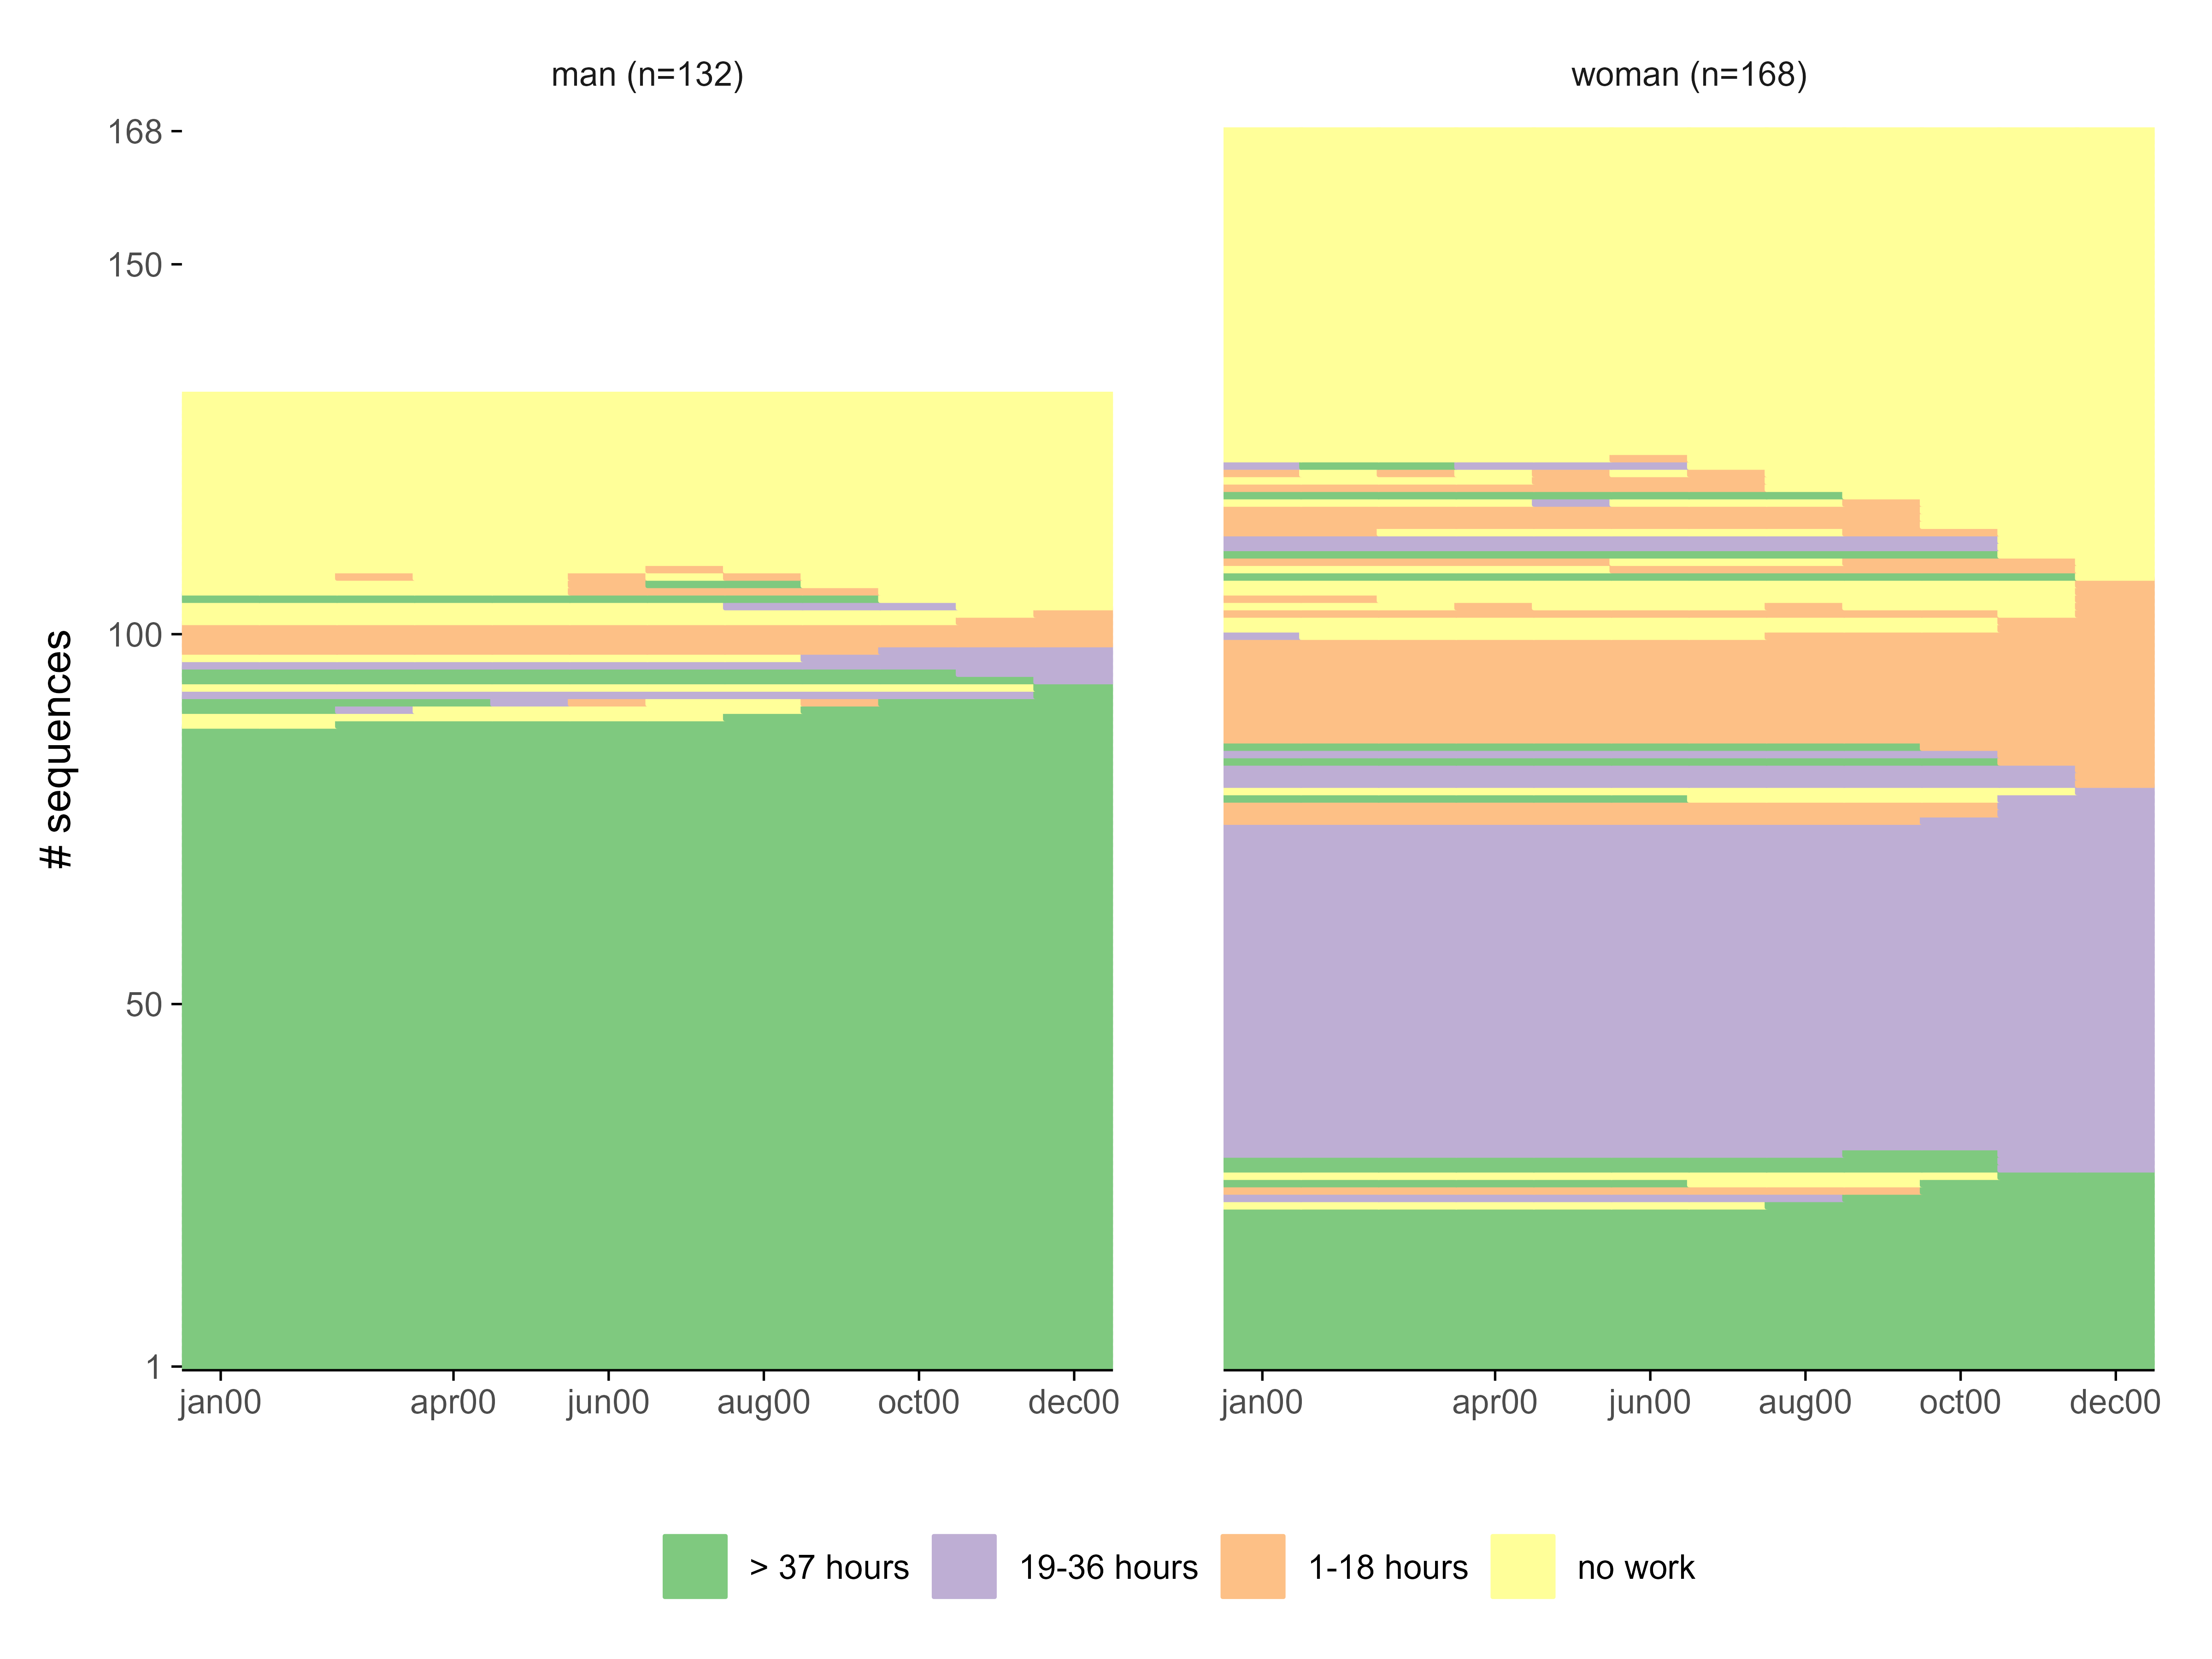 man (n=132)
woman (n=168)
168
150
100
50
1
# sequences
jan00 apr00 jun00 aug00 oct00 dec00
jan00 apr00 jun00 aug00 oct00 dec00
> 37 hours 19-36 hours 1-18 hours no work